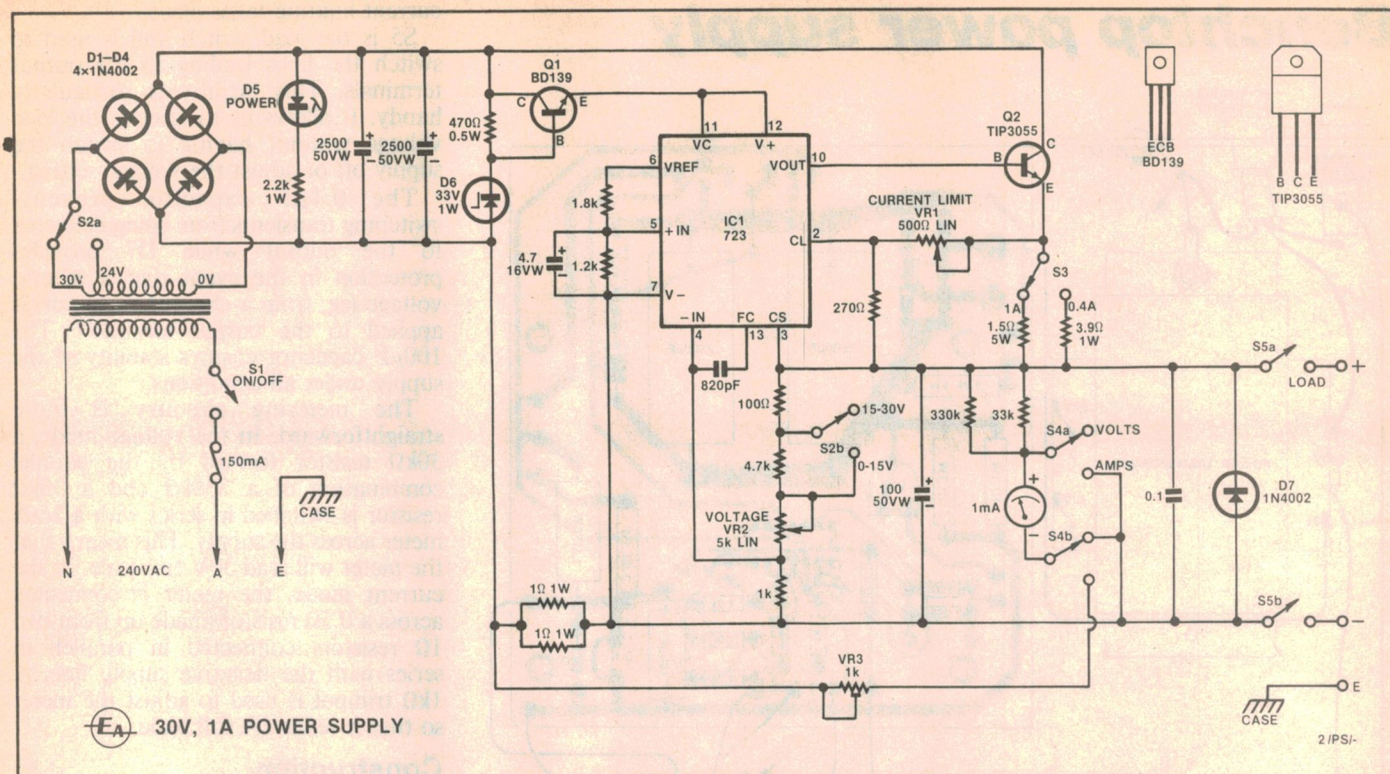 D1–D4
4×1N4002
D5
POWER
λ
2500
50VW
+
−
2500
50VW
+
−
2.2k
1W
470Ω
0.5W
D6
33V
1W
Q1
BD139
C
E
B
S2a
30V
24V
0V
S1
ON/OFF
150mA
CASE
N
240VAC
A
E
1.8k
1.2k
4.7
16VW
+
−
11
VC
12
V+
6
VREF
VOUT
10
5
+ IN
IC1
723
CL
2
7
V−
−IN
FC
CS
4
13
3
820pF
Q2
TIP3055
B
C
E
ECB
BD139
B C E
TIP3055
CURRENT LIMIT
VR1
500Ω LIN
270Ω
S3
1A
0.4A
1.5Ω
5W
3.9Ω
1W
100Ω
15-30V
S2b
0-15V
4.7k
VOLTAGE
VR2
5k LIN
1k
330k
33k
S4a
VOLTS
AMPS
100
50VW
+
−
1mA
+
−
S4b
0.1
D7
1N4002
S5a
LOAD
+
S5b
−
1Ω 1W
1Ω 1W
VR3
1k
E
CASE
EA
30V, 1A POWER SUPPLY
2/PS/-